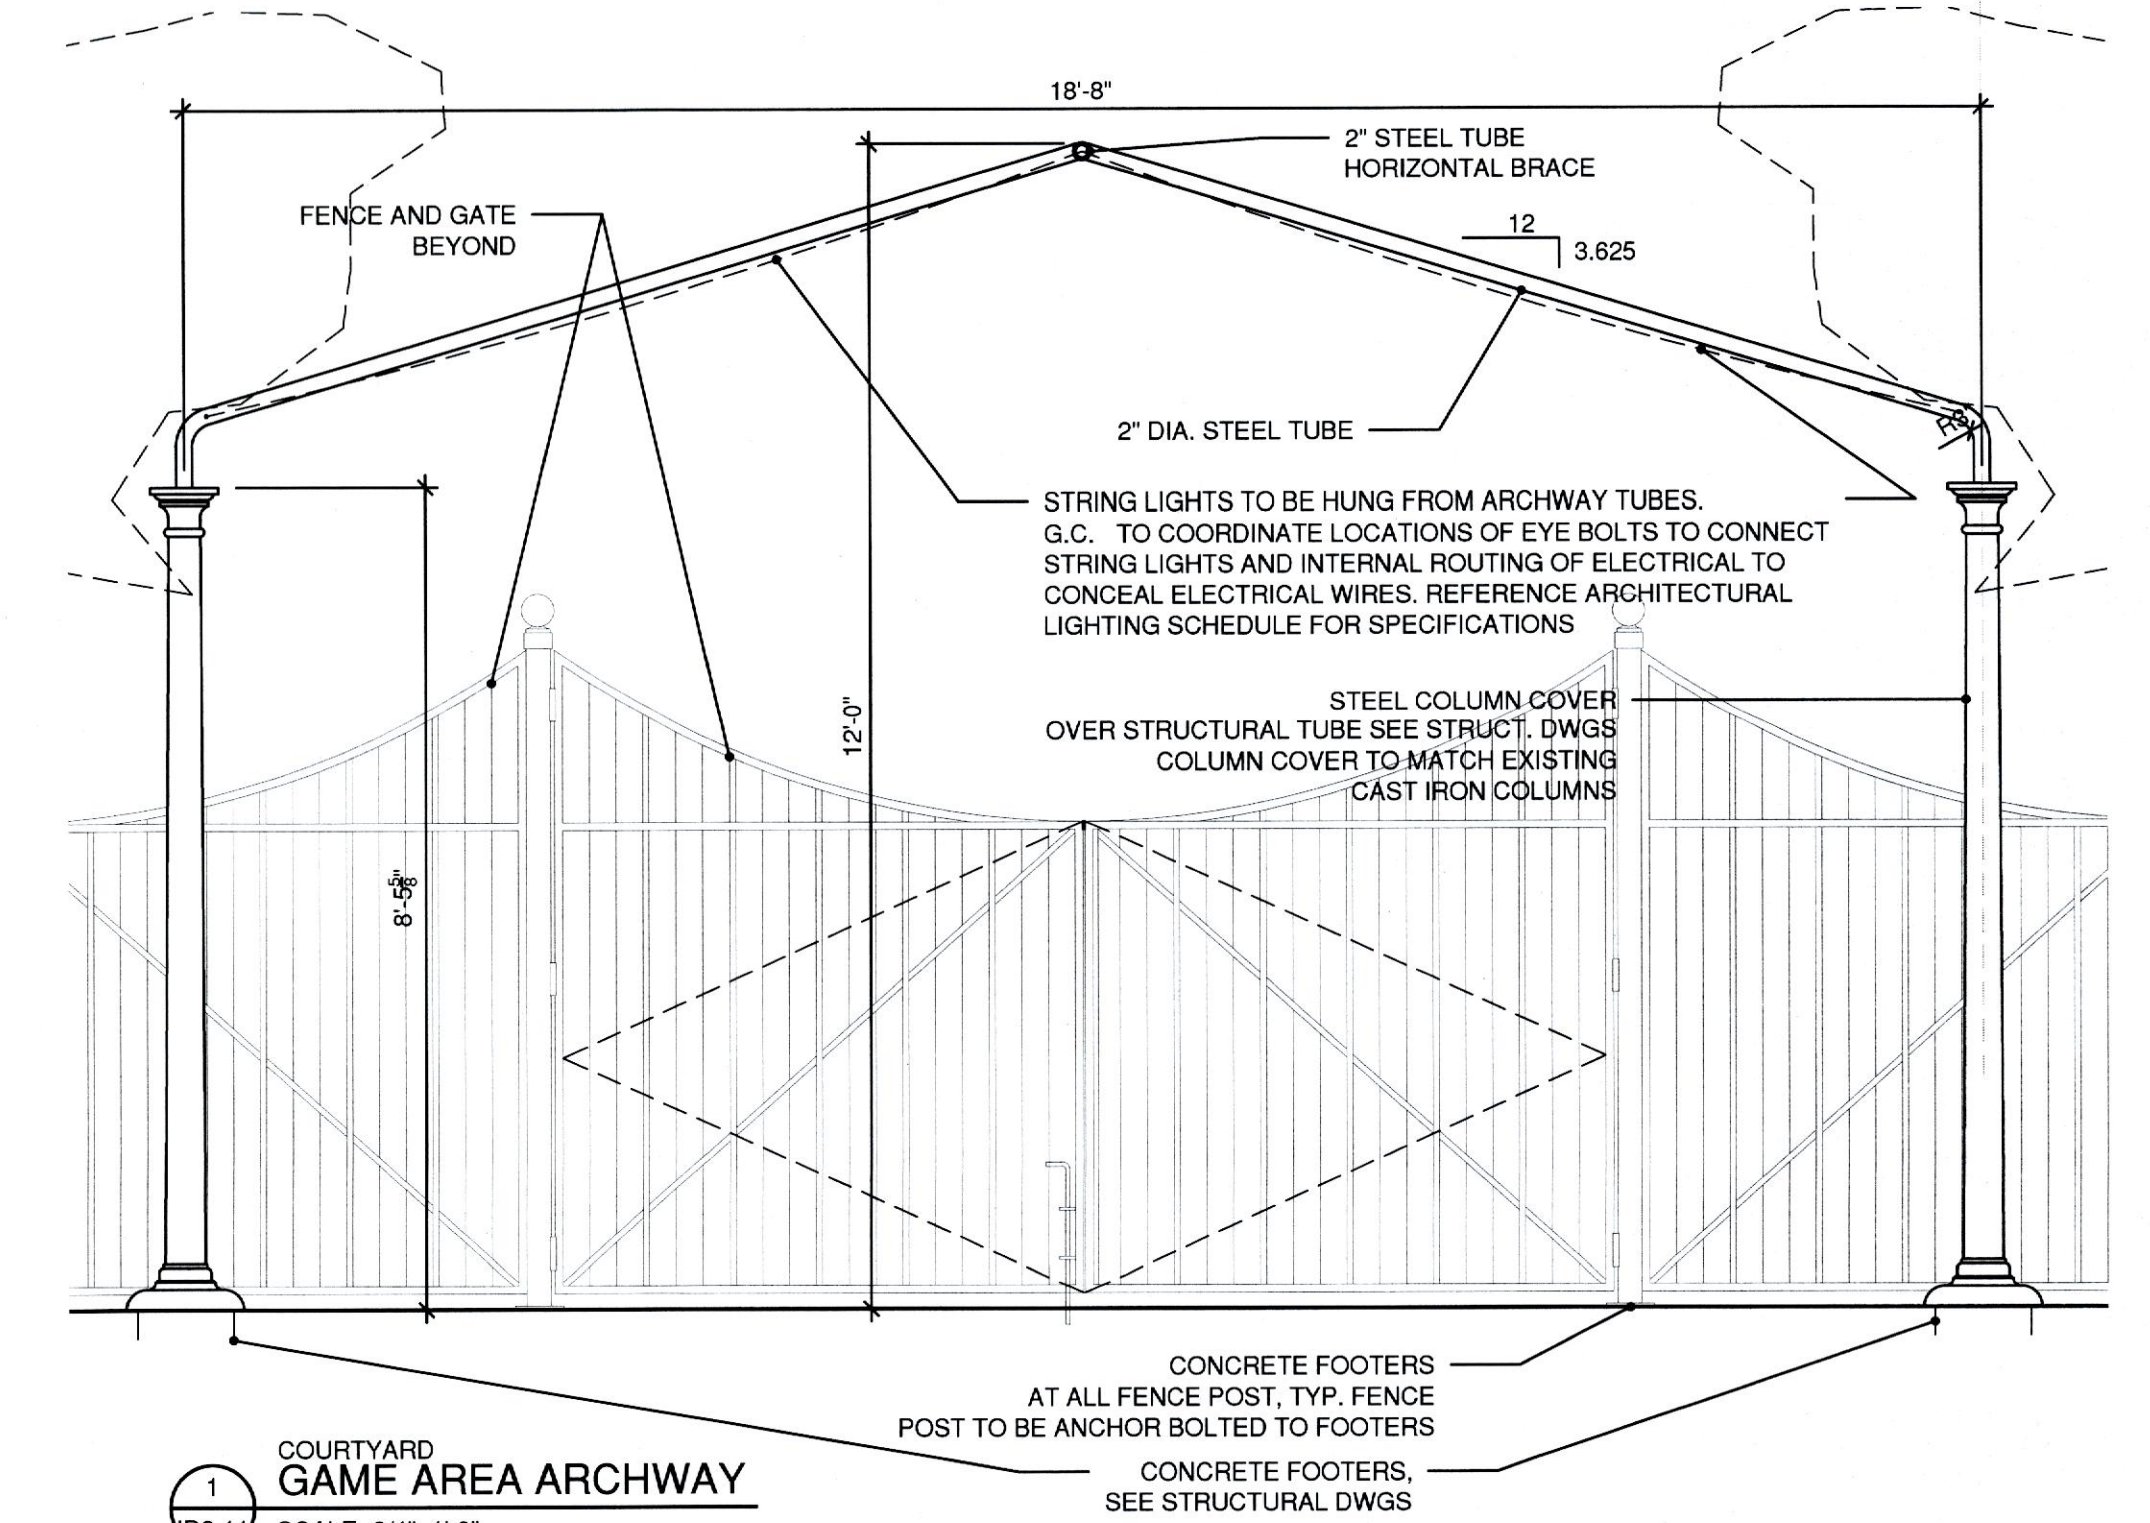 18'-8"
2" STEEL TUBE
HORIZONTAL BRACE
FENCE AND GATE
BEYOND
12
3.625
R3"
2" DIA. STEEL TUBE
STRING LIGHTS TO BE HUNG FROM ARCHWAY TUBES.
G.C. TO COORDINATE LOCATIONS OF EYE BOLTS TO CONNECT
STRING LIGHTS AND INTERNAL ROUTING OF ELECTRICAL TO
CONCEAL ELECTRICAL WIRES. REFERENCE ARCHITECTURAL
LIGHTING SCHEDULE FOR SPECIFICATIONS
STEEL COLUMN COVER
OVER STRUCTURAL TUBE SEE STRUCT. DWGS
COLUMN COVER TO MATCH EXISTING
CAST IRON COLUMNS
12'-0"
8'-5 5/8"
CONCRETE FOOTERS
AT ALL FENCE POST, TYP. FENCE
POST TO BE ANCHOR BOLTED TO FOOTERS
CONCRETE FOOTERS,
SEE STRUCTURAL DWGS
COURTYARD
1
GAME AREA ARCHWAY